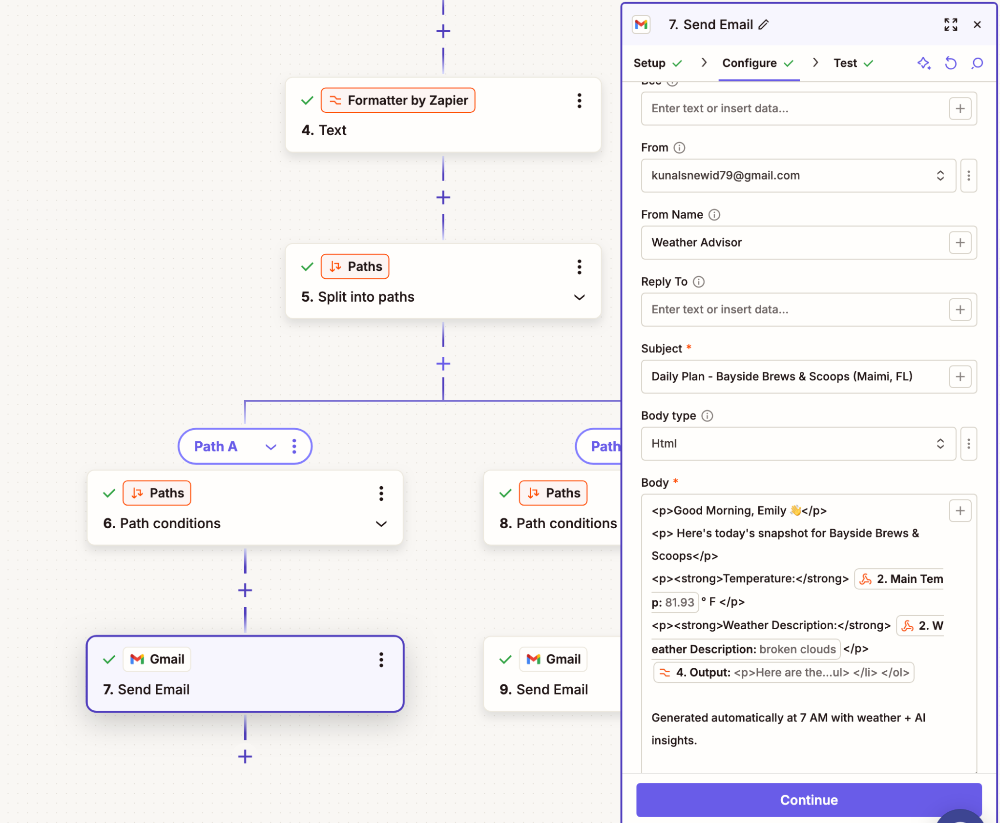 Formatter by Zapier
4. Text
Paths
5. Split into paths
Path A
Path
Paths
6. Path conditions
Paths
8. Path conditions
Gmail
7. Send Email
Gmail
9. Send Email
7. Send Email
Setup
Configure
Test
Bcc
Enter text or insert data...
From
kunalsnewid79@gmail.com
From Name
Weather Advisor
Reply To
Enter text or insert data...
Subject *
Daily Plan - Bayside Brews & Scoops (Maimi, FL)
Body type
Html
Body *
<p>Good Morning, Emily 👋</p>
<p> Here's today's snapshot for Bayside Brews &
Scoops</p>
<p><strong>Temperature:</strong> 2. Main Tem
p: 81.93 ° F </p>
<p><strong>Weather Description:</strong> 2. W
eather Description: broken clouds </p>
4. Output: <p>Here are the...ul> </li> </ol>
Generated automatically at 7 AM with weather + AI
insights.
Continue